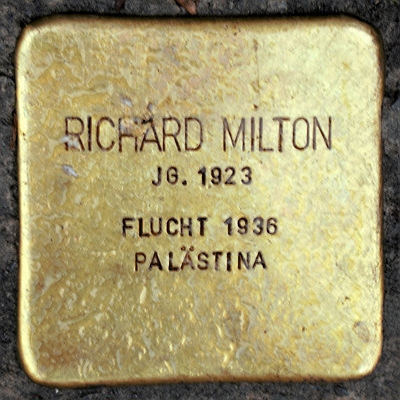 RICHARD MILTON
JG. 1923
FLUCHT 1936
PALÄSTINA